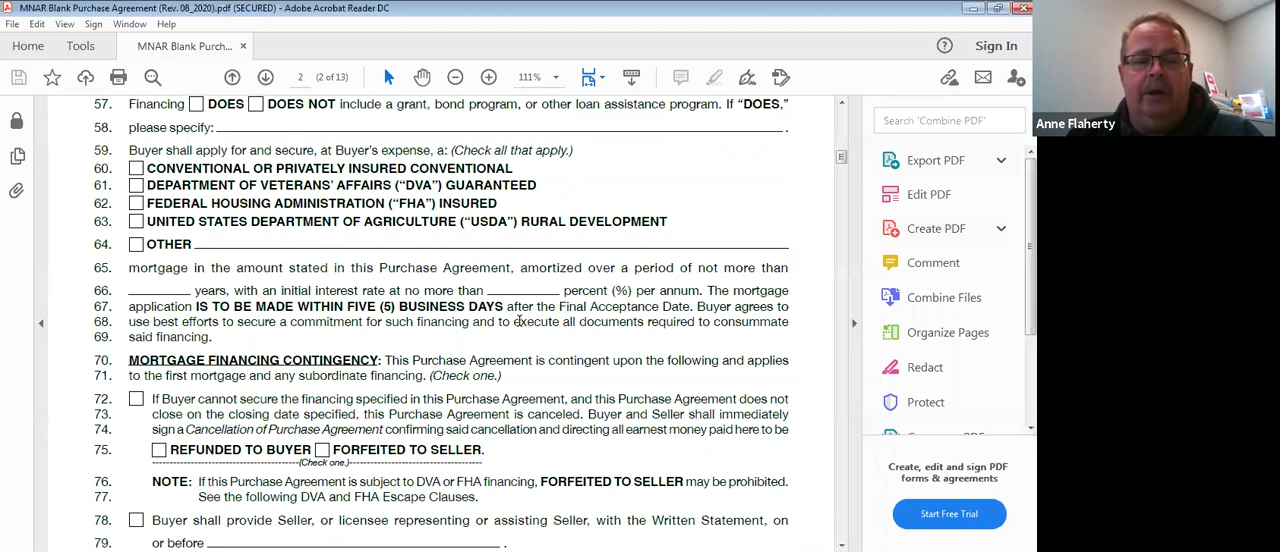 MNAR Blank Purchase Agreement (Rev. 08_2020).pdf (SECURED) - Adobe Acrobat Reader DC
File Edit View Sign Window Help
Home Tools MNAR Blank Purch... × Sign In
2 (2 of 13) 111%
57. Financing DOES DOES NOT include a grant, bond program, or other loan assistance program. If "DOES,"
58. please specify: .
59. Buyer shall apply for and secure, at Buyer's expense, a: (Check all that apply.)
60. CONVENTIONAL OR PRIVATELY INSURED CONVENTIONAL
61. DEPARTMENT OF VETERANS' AFFAIRS ("DVA") GUARANTEED
62. FEDERAL HOUSING ADMINISTRATION ("FHA") INSURED
63. UNITED STATES DEPARTMENT OF AGRICULTURE ("USDA") RURAL DEVELOPMENT
64. OTHER
65. mortgage in the amount stated in this Purchase Agreement, amortized over a period of not more than
66. years, with an initial interest rate at no more than percent (%) per annum. The mortgage
67. application IS TO BE MADE WITHIN FIVE (5) BUSINESS DAYS after the Final Acceptance Date. Buyer agrees to
68. use best efforts to secure a commitment for such financing and to execute all documents required to consummate
69. said financing.
70. MORTGAGE FINANCING CONTINGENCY: This Purchase Agreement is contingent upon the following and applies
71. to the first mortgage and any subordinate financing. (Check one.)
72. If Buyer cannot secure the financing specified in this Purchase Agreement, and this Purchase Agreement does not
73. close on the closing date specified, this Purchase Agreement is canceled. Buyer and Seller shall immediately
74. sign a Cancellation of Purchase Agreement confirming said cancellation and directing all earnest money paid here to be
75. REFUNDED TO BUYER FORFEITED TO SELLER.
(Check one.)
76. NOTE: If this Purchase Agreement is subject to DVA or FHA financing, FORFEITED TO SELLER may be prohibited.
77. See the following DVA and FHA Escape Clauses.
78. Buyer shall provide Seller, or licensee representing or assisting Seller, with the Written Statement, on
79. or before .
Search 'Combine PDF'
Export PDF
Edit PDF
Create PDF
Comment
Combine Files
Organize Pages
Redact
Protect
Create, edit and sign PDF
forms & agreements
Start Free Trial
Anne Flaherty